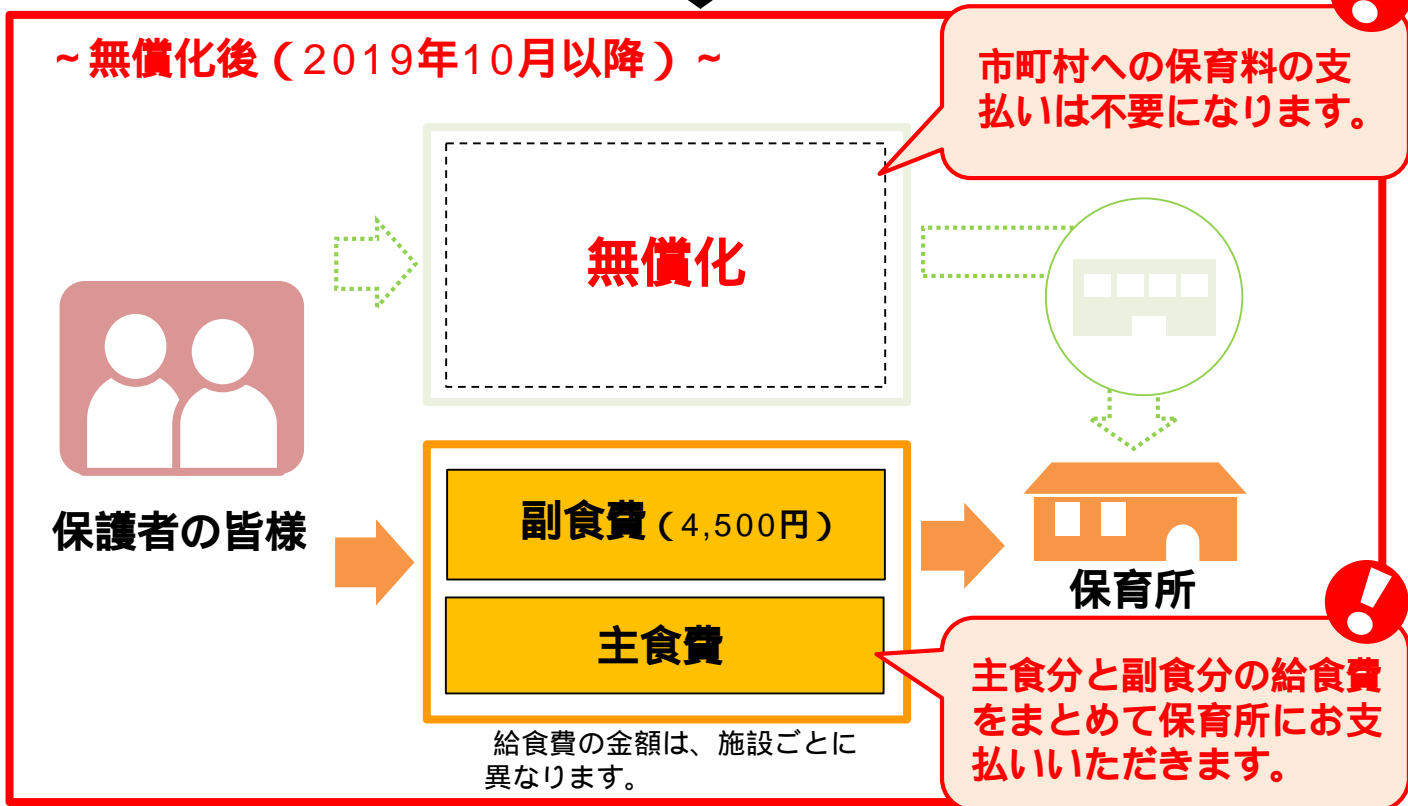 ~無償化後(2019年10月以降)~
市町村への保育料の支
払いは不要になります。
無償化
保護者の皆様
副食費(4,500円)
主食費
保育所
給食費の金額は、施設ごとに
異なります。
主食分と副食分の給食費
をまとめて保育所にお支
払いいただきます。